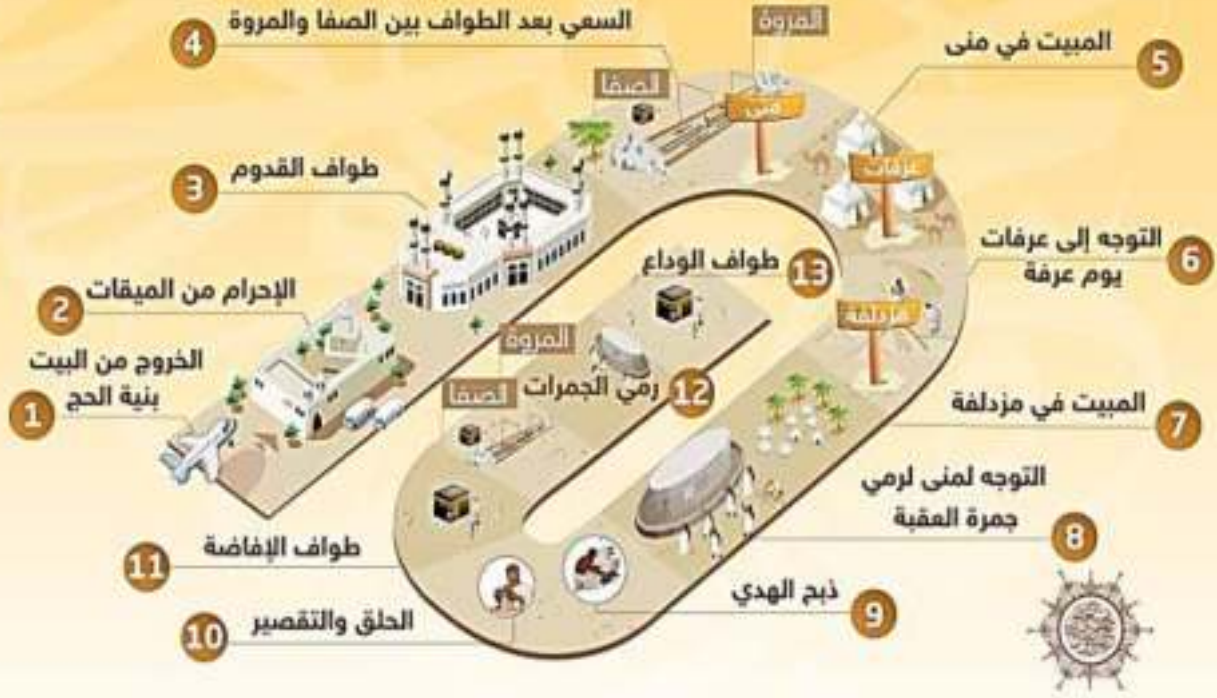 1
الخروج من البيت
بنية الحج
2
الإحرام من الميقات
3
طواف القدوم
4
السعي بعد الطواف بين الصفا والمروة
الصفا
المروة
5
المبيت في منى
منى
6
التوجه إلى عرفات
يوم عرفة
عرفات
7
المبيت في مزدلفة
مزدلفة
8
التوجه لمنى لرمي
جمرة العقبة
9
ذبح الهدي
10
الحلق والتقصير
11
طواف الإفاضة
الصفا
المروة
12
رمي الجمرات
13
طواف الوداع